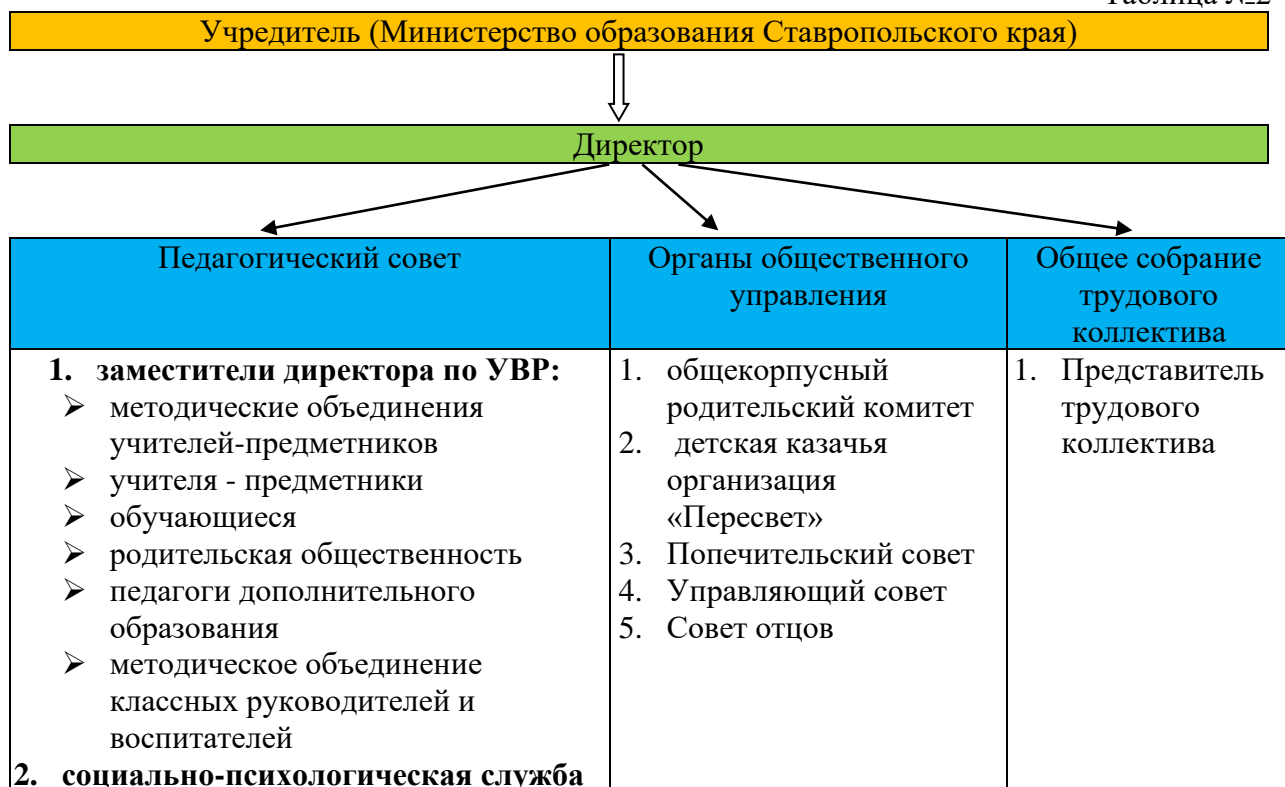 Таблица №2
Учредитель (Министерство образования Ставропольского края)
Директор
Педагогический совет
Органы общественного
управления
Общее собрание
трудового
коллектива
1. заместители директора по УВР:
➢ методические объединения
учителей-предметников
➢ учителя - предметники
➢ обучающиеся
➢ родительская общественность
➢ педагоги дополнительного
образования
➢ методическое объединение
классных руководителей и
воспитателей
2. социально-психологическая служба
1. общекорпусный
родительский комитет
2. детская казачья
организация
«Пересвет»
3. Попечительский совет
4. Управляющий совет
5. Совет отцов
1. Представитель
трудового
коллектива